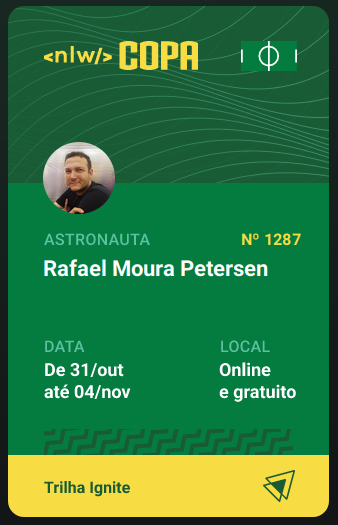 <nlw/> COPA
ASTRONAUTA
Nº 1287
Rafael Moura Petersen
DATA
De 31/out
até 04/nov
LOCAL
Online
e gratuito
Trilha Ignite